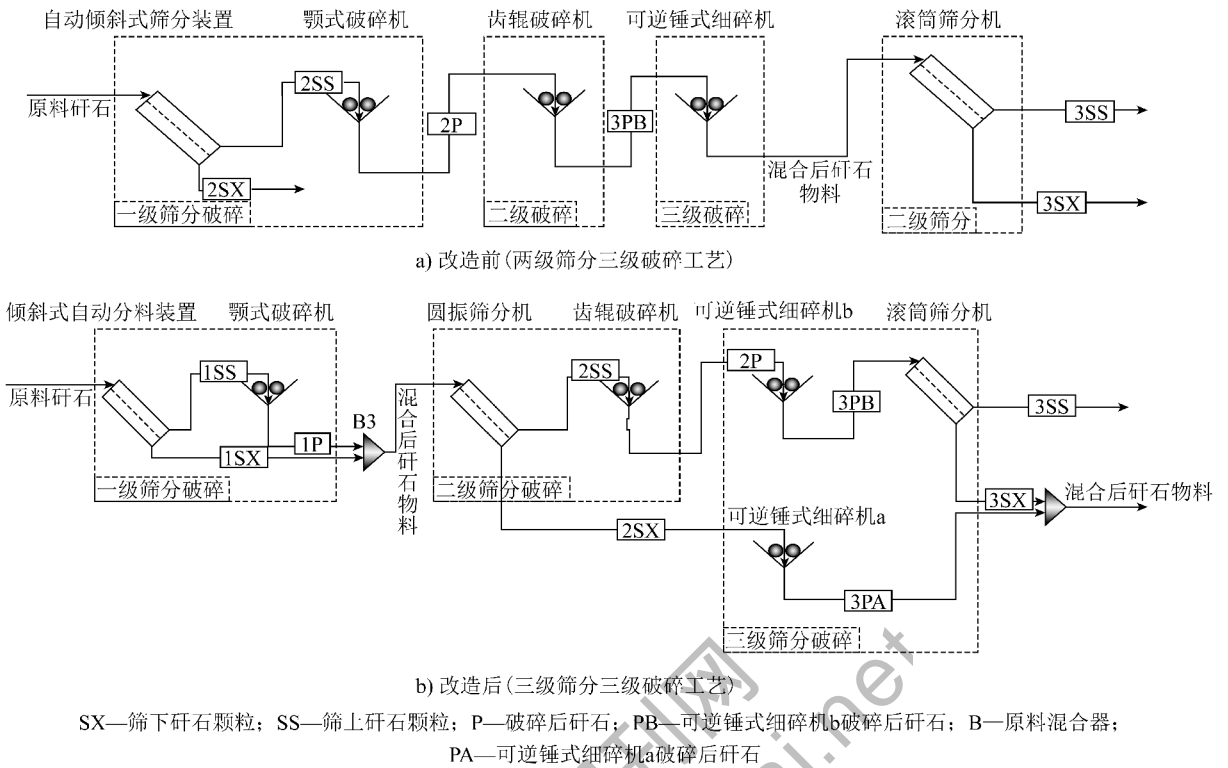 自动倾斜式筛分装置 颚式破碎机 齿辊破碎机 可逆锤式细碎机 滚筒筛分机
原料矸石
2SS
2P
3PB
3SS
混合后矸石
物料
2SX
3SX
一级筛分破碎
二级破碎
三级破碎
二级筛分
a) 改造前(两级筛分三级破碎工艺)
倾斜式自动分料装置 颚式破碎机 圆振筛分机 齿辊破碎机 可逆锤式细碎机b 滚筒筛分机
原料矸石
1SS
1P
1SX
B3
混合后矸石物料
一级筛分破碎
2SS
二级筛分破碎
2SX
2P
3PB
3SS
可逆锤式细碎机a
3PA
3SX
混合后矸石物料
三级筛分破碎
b) 改造后(三级筛分三级破碎工艺)
SX—筛下矸石颗粒；SS—筛上矸石颗粒；P—破碎后矸石；PB—可逆锤式细碎机b破碎后矸石；B—原料混合器；
PA—可逆锤式细碎机a破碎后矸石